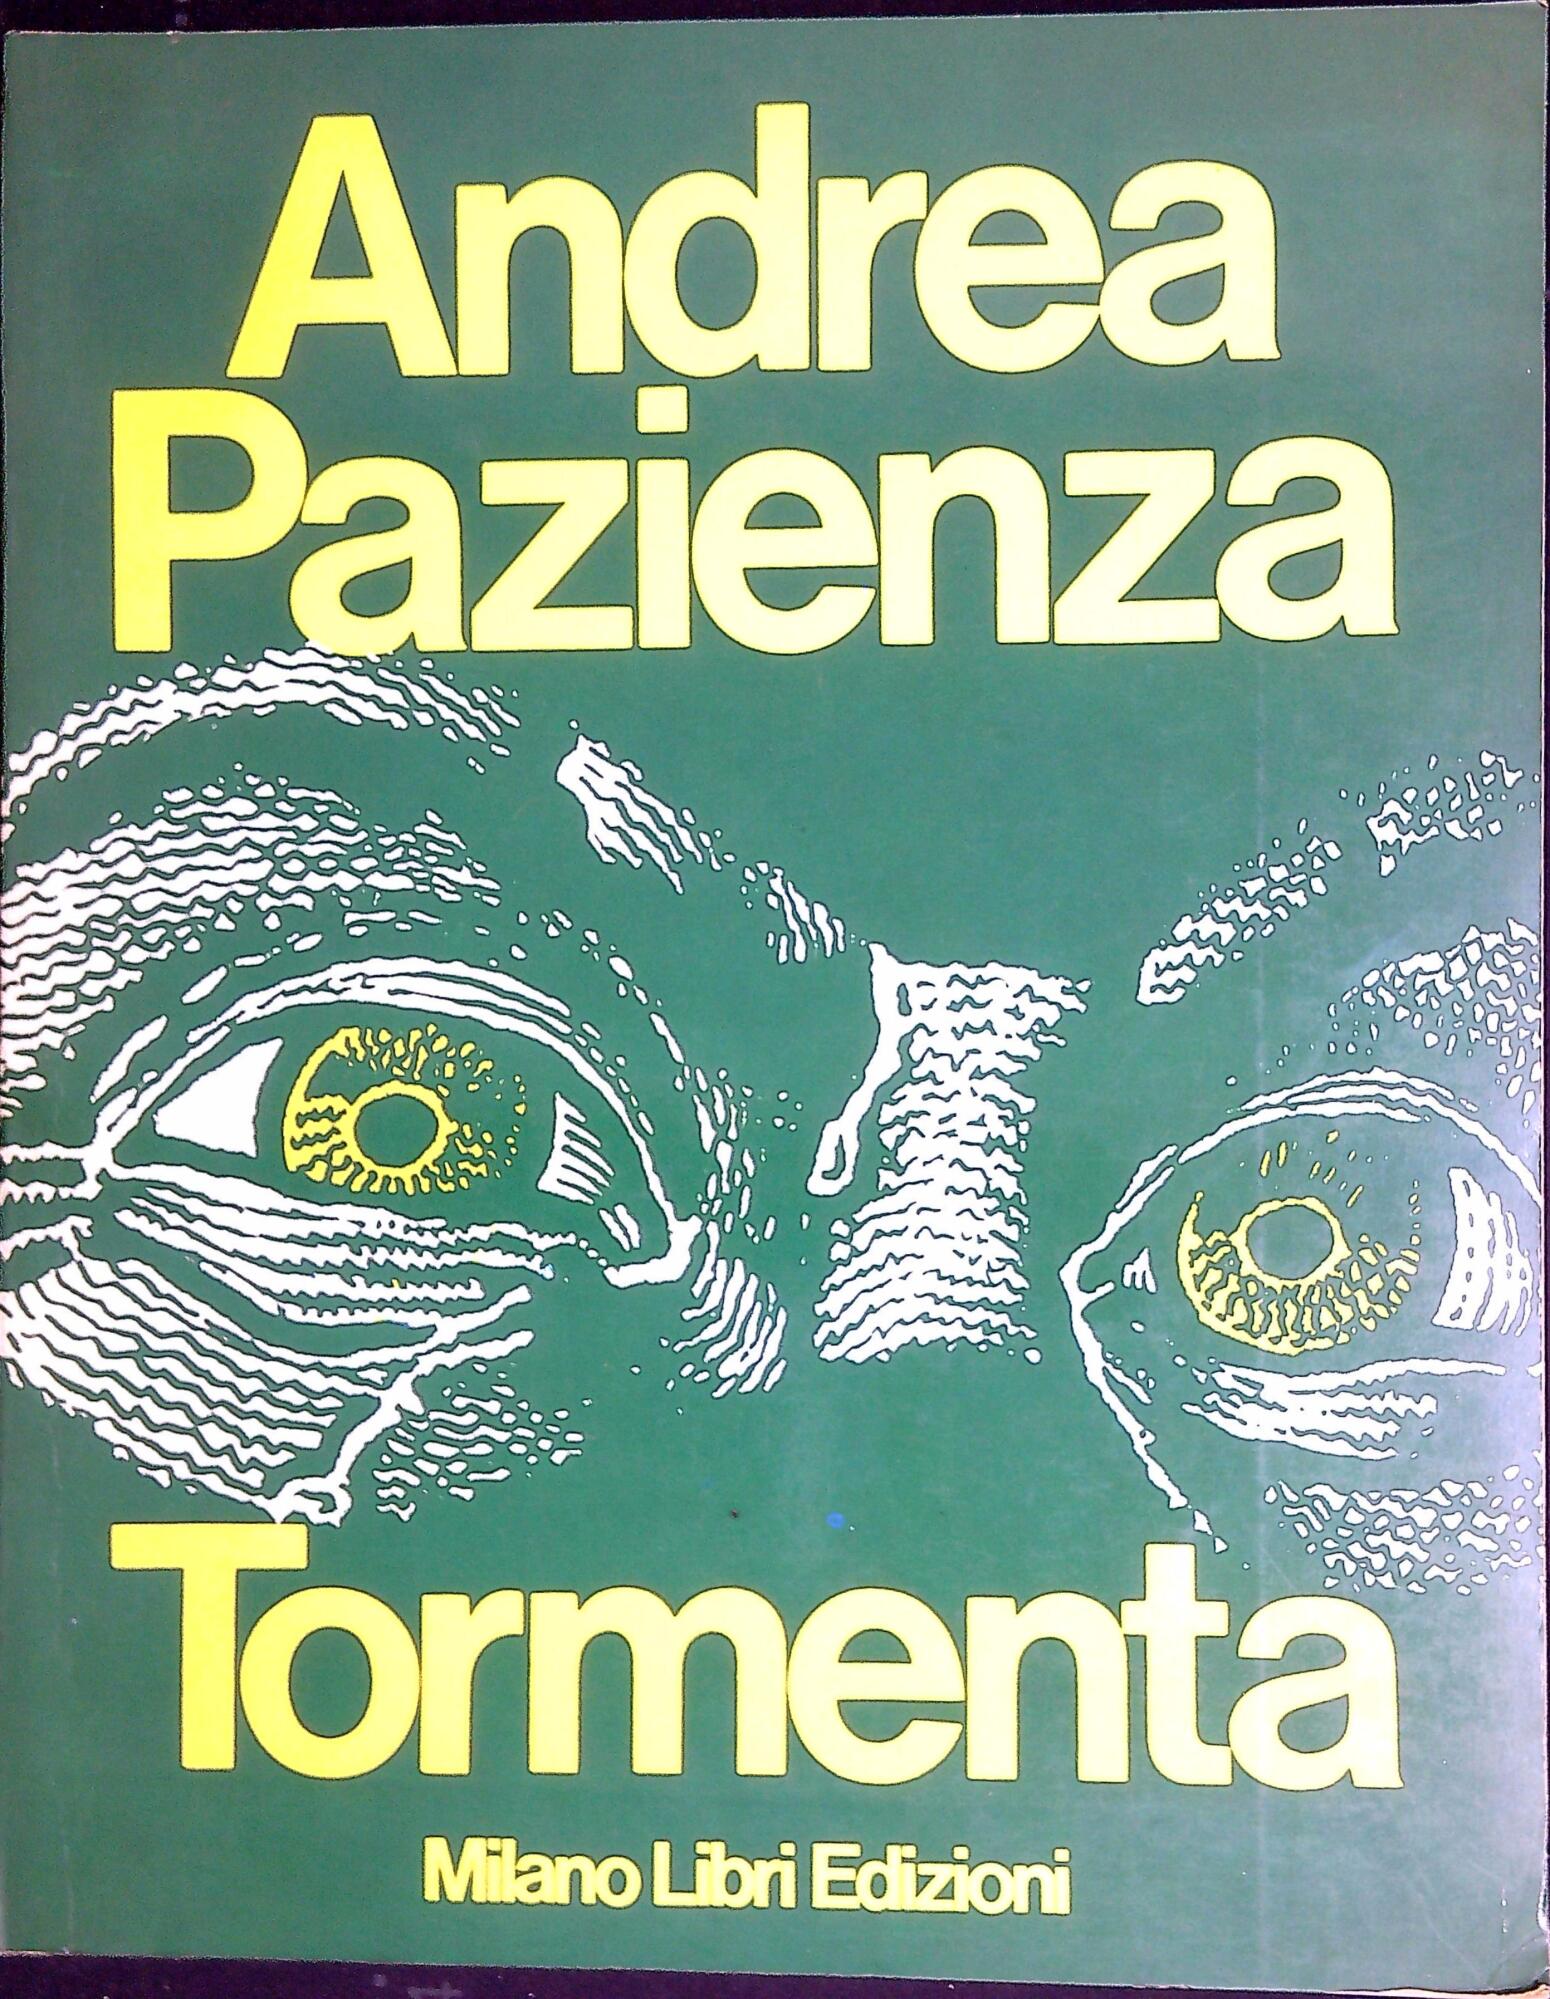 Andrea
Pazienza
Tormenta
Milano Libri Edizioni